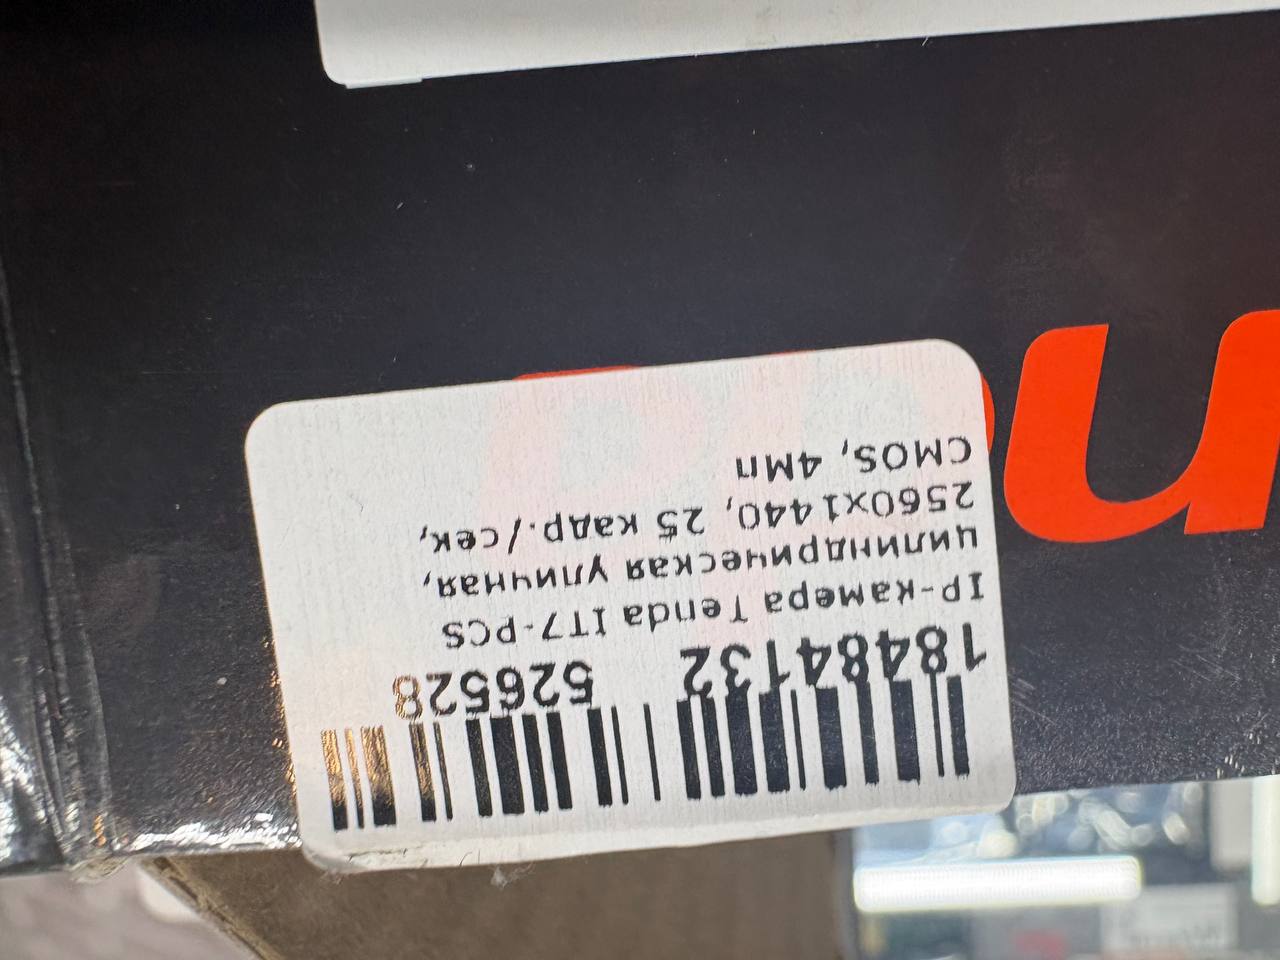 18484132 526528
IP-камера Tenda IT7-PCS
цилиндрическая уличная,
2560x1440, 25 кадр./сек,
CMOS, 4Мп